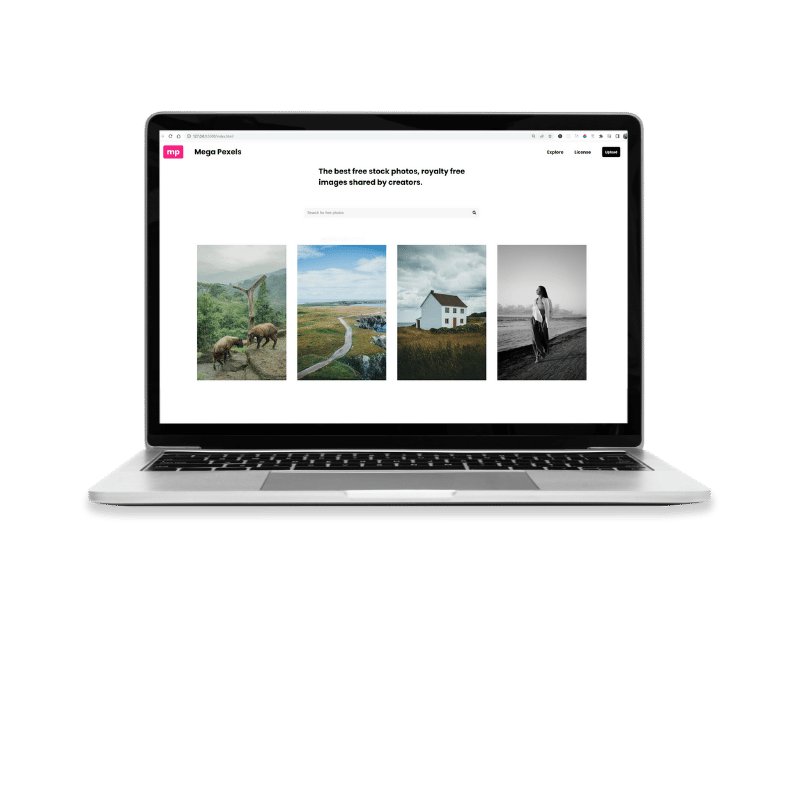 mp
Mega Pexels
Explore
License
Upload
The best free stock photos, royalty free
images shared by creators.
Search for free photos